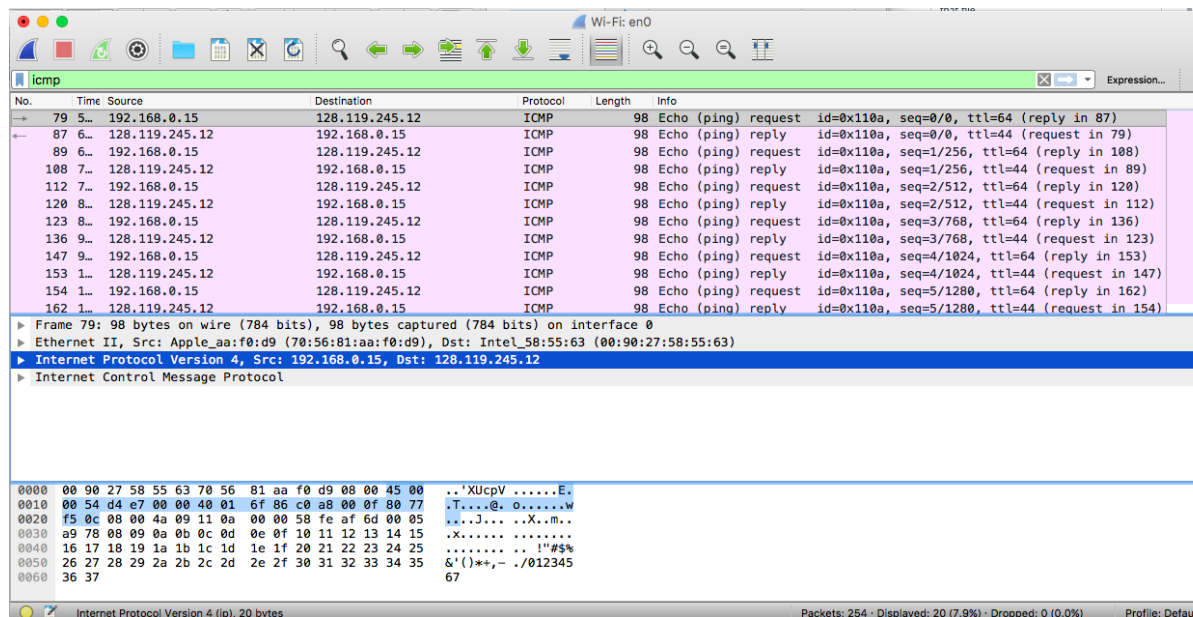 Wi-Fi: en0
icmp Expression...
No. Time Source Destination Protocol Length Info
79 5… 192.168.0.15 128.119.245.12 ICMP 98 Echo (ping) request id=0x110a, seq=0/0, ttl=64 (reply in 87)
87 6… 128.119.245.12 192.168.0.15 ICMP 98 Echo (ping) reply id=0x110a, seq=0/0, ttl=44 (request in 79)
89 6… 192.168.0.15 128.119.245.12 ICMP 98 Echo (ping) request id=0x110a, seq=1/256, ttl=64 (reply in 108)
108 7… 128.119.245.12 192.168.0.15 ICMP 98 Echo (ping) reply id=0x110a, seq=1/256, ttl=44 (request in 89)
112 7… 192.168.0.15 128.119.245.12 ICMP 98 Echo (ping) request id=0x110a, seq=2/512, ttl=64 (reply in 120)
120 8… 128.119.245.12 192.168.0.15 ICMP 98 Echo (ping) reply id=0x110a, seq=2/512, ttl=44 (request in 112)
123 8… 192.168.0.15 128.119.245.12 ICMP 98 Echo (ping) request id=0x110a, seq=3/768, ttl=64 (reply in 136)
136 9… 128.119.245.12 192.168.0.15 ICMP 98 Echo (ping) reply id=0x110a, seq=3/768, ttl=44 (request in 123)
147 9… 192.168.0.15 128.119.245.12 ICMP 98 Echo (ping) request id=0x110a, seq=4/1024, ttl=64 (reply in 153)
153 1… 128.119.245.12 192.168.0.15 ICMP 98 Echo (ping) reply id=0x110a, seq=4/1024, ttl=44 (request in 147)
154 1… 192.168.0.15 128.119.245.12 ICMP 98 Echo (ping) request id=0x110a, seq=5/1280, ttl=64 (reply in 162)
162 1… 128.119.245.12 192.168.0.15 ICMP 98 Echo (ping) reply id=0x110a, seq=5/1280, ttl=44 (request in 154)
Frame 79: 98 bytes on wire (784 bits), 98 bytes captured (784 bits) on interface 0
Ethernet II, Src: Apple_aa:f0:d9 (70:56:81:aa:f0:d9), Dst: Intel_58:55:63 (00:90:27:58:55:63)
Internet Protocol Version 4, Src: 192.168.0.15, Dst: 128.119.245.12
Internet Control Message Protocol
0000 00 90 27 58 55 63 70 56 81 aa f0 d9 08 00 45 00 ..'XUcpV ......E.
0010 00 54 d4 e7 00 00 40 01 6f 86 c0 a8 00 0f 80 77 .T....@. o......w
0020 f5 0c 08 00 4a 09 11 0a 00 00 58 fe af 6d 00 05 ....J... ..X..m..
0030 a9 78 08 09 0a 0b 0c 0d 0e 0f 10 11 12 13 14 15 .x...... ........
0040 16 17 18 19 1a 1b 1c 1d 1e 1f 20 21 22 23 24 25 ........ .. !"#$%
0050 26 27 28 29 2a 2b 2c 2d 2e 2f 30 31 32 33 34 35 &'()*+,- ./012345
0060 36 37 67
Internet Protocol Version 4 (ip), 20 bytes Packets: 254 · Displayed: 20 (7.9%) · Dropped: 0 (0.0%) Profile: Defau